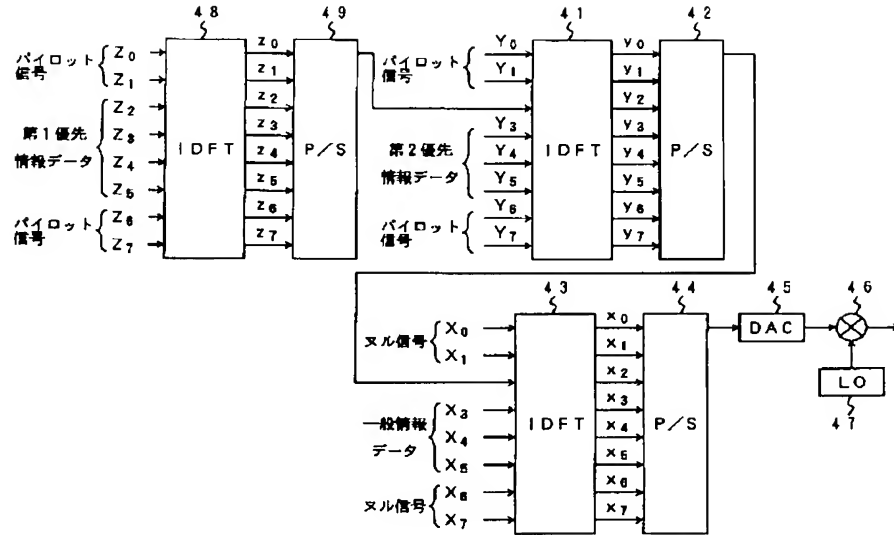 48
49
41
42
パイロット信号
Z0
Z1
第1優先情報データ
Z2
Z3
Z4
Z5
パイロット信号
Z6
Z7
IDFT
z0
z1
z2
z3
z4
z5
z6
z7
P/S
パイロット信号
Y0
Y1
第2優先情報データ
Y3
Y4
Y5
パイロット信号
Y6
Y7
IDFT
y0
y1
y2
y3
y4
y5
y6
y7
P/S
43
44
45
46
ヌル信号
X0
X1
一般情報データ
X3
X4
X5
ヌル信号
X6
X7
IDFT
x0
x1
x2
x3
x4
x5
x6
x7
P/S
DAC
LO
47